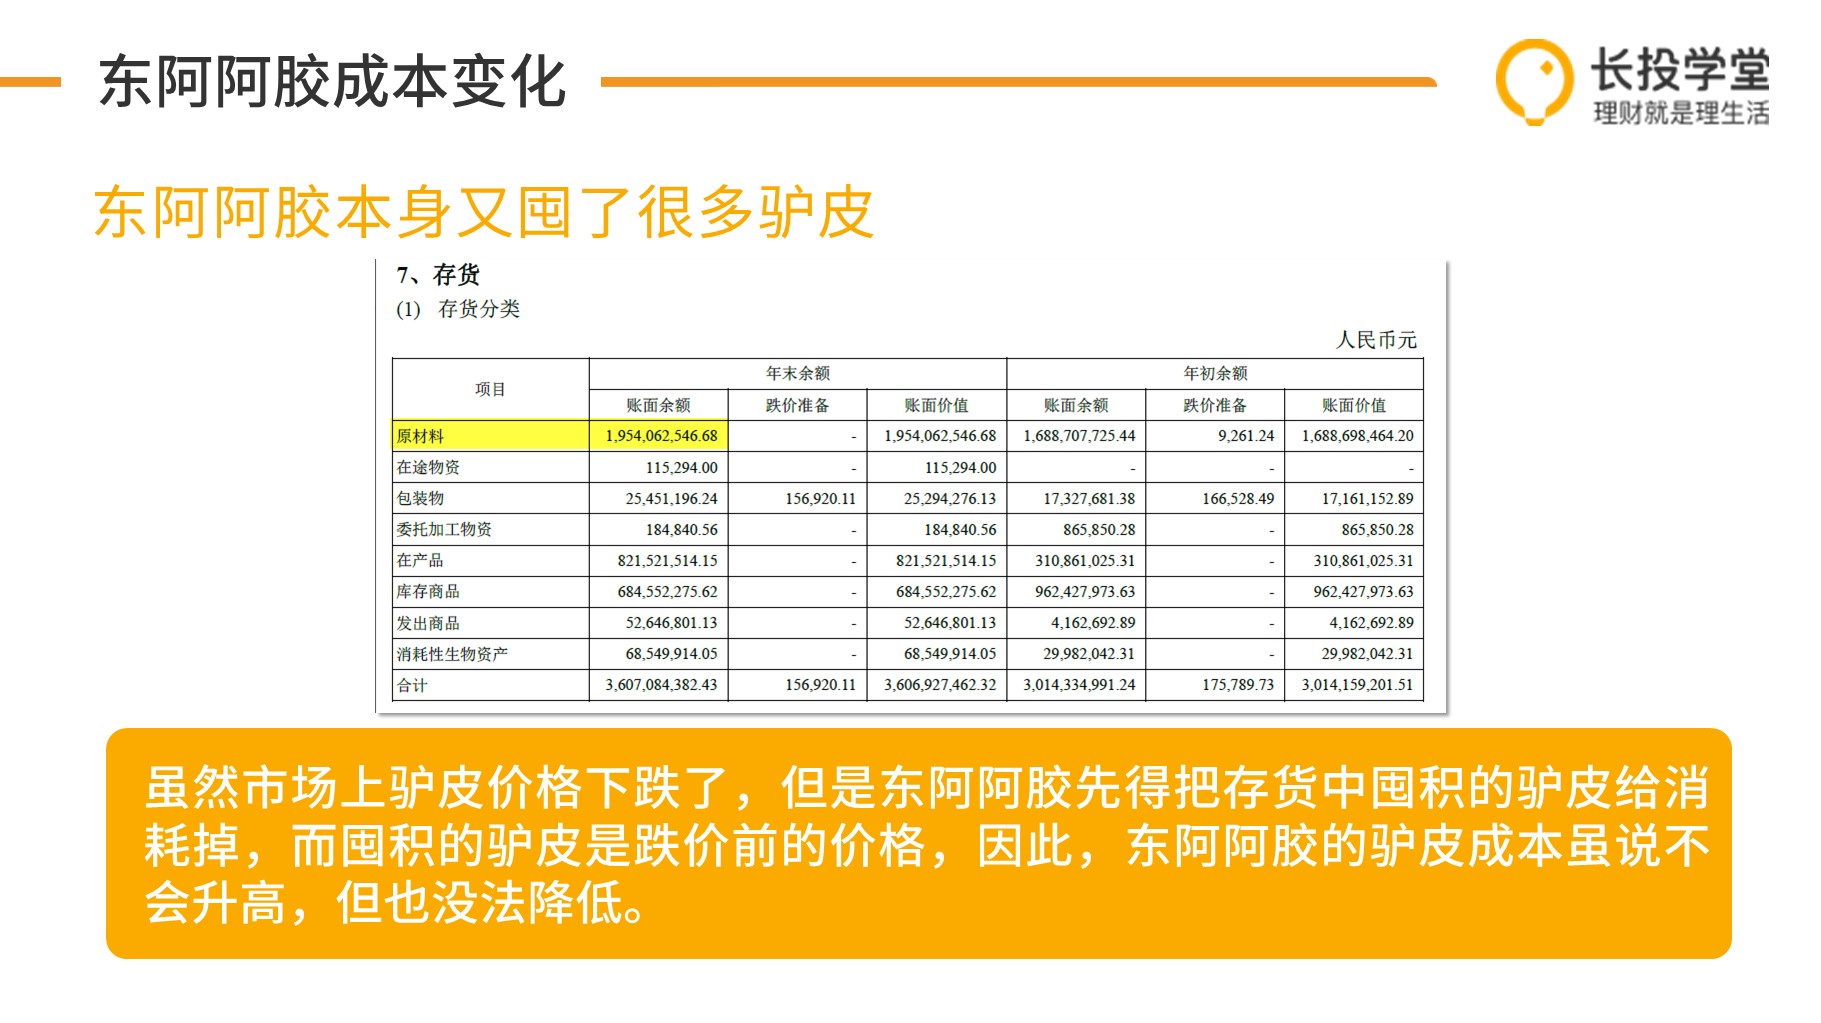 东阿阿胶成本变化
长投学堂
理财就是理生活
东阿阿胶本身又囤了很多驴皮
7、存货
(1) 存货分类
人民币元
项目 年末余额 年初余额
账面余额 跌价准备 账面价值 账面余额 跌价准备 账面价值
原材料 1,954,062,546.68 - 1,954,062,546.68 1,688,707,725.44 9,261.24 1,688,698,464.20
在途物资 115,294.00 - 115,294.00 - - -
包装物 25,451,196.24 156,920.11 25,294,276.13 17,327,681.38 166,528.49 17,161,152.89
委托加工物资 184,840.56 - 184,840.56 865,850.28 - 865,850.28
在产品 821,521,514.15 - 821,521,514.15 310,861,025.31 - 310,861,025.31
库存商品 684,552,275.62 - 684,552,275.62 962,427,973.63 - 962,427,973.63
发出商品 52,646,801.13 - 52,646,801.13 4,162,692.89 - 4,162,692.89
消耗性生物资产 68,549,914.05 - 68,549,914.05 29,982,042.31 - 29,982,042.31
合计 3,607,084,382.43 156,920.11 3,606,927,462.32 3,014,334,991.24 175,789.73 3,014,159,201.51
虽然市场上驴皮价格下跌了，但是东阿阿胶先得把存货中囤积的驴皮给消
耗掉，而囤积的驴皮是跌价前的价格，因此，东阿阿胶的驴皮成本虽说不
会升高，但也没法降低。